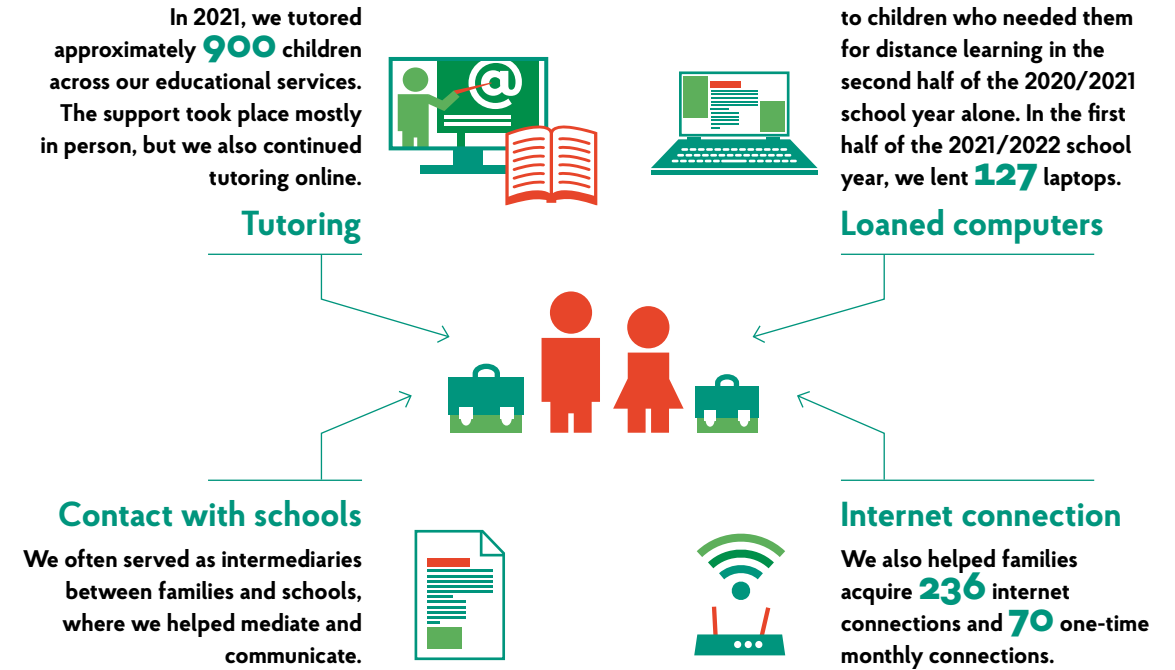 In 2021, we tutored
approximately 900 children
across our educational services.
The support took place mostly
in person, but we also continued
tutoring online.
Tutoring
@
to children who needed them
for distance learning in the
second half of the 2020/2021
school year alone. In the first
half of the 2021/2022 school
year, we lent 127 laptops.
Loaned computers
Contact with schools
We often served as intermediaries
between families and schools,
where we helped mediate and
communicate.
Internet connection
We also helped families
acquire 236 internet
connections and 70 one-time
monthly connections.